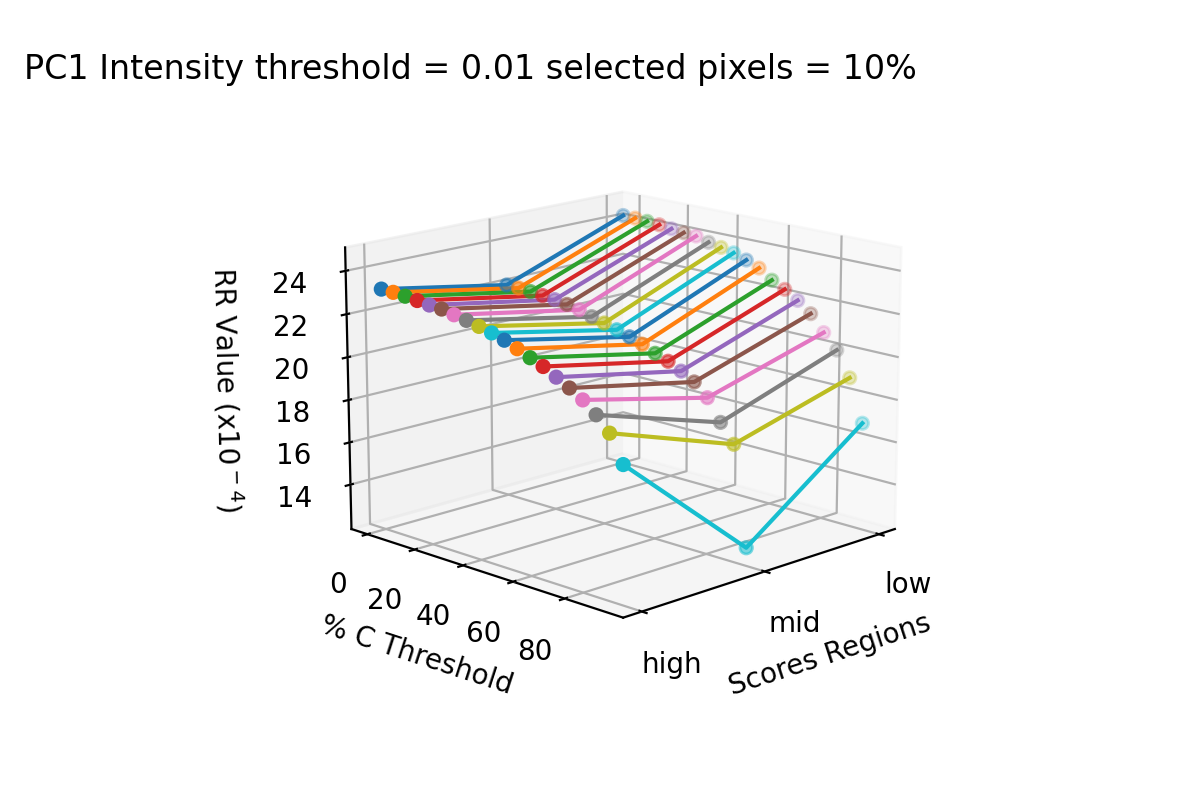 PC1 Intensity threshold = 0.01 selected pixels = 10%
RR Value (x10⁻⁴)
24
22
20
18
16
14
0
20
40
60
80
% C Threshold
high
mid
low
Scores Regions